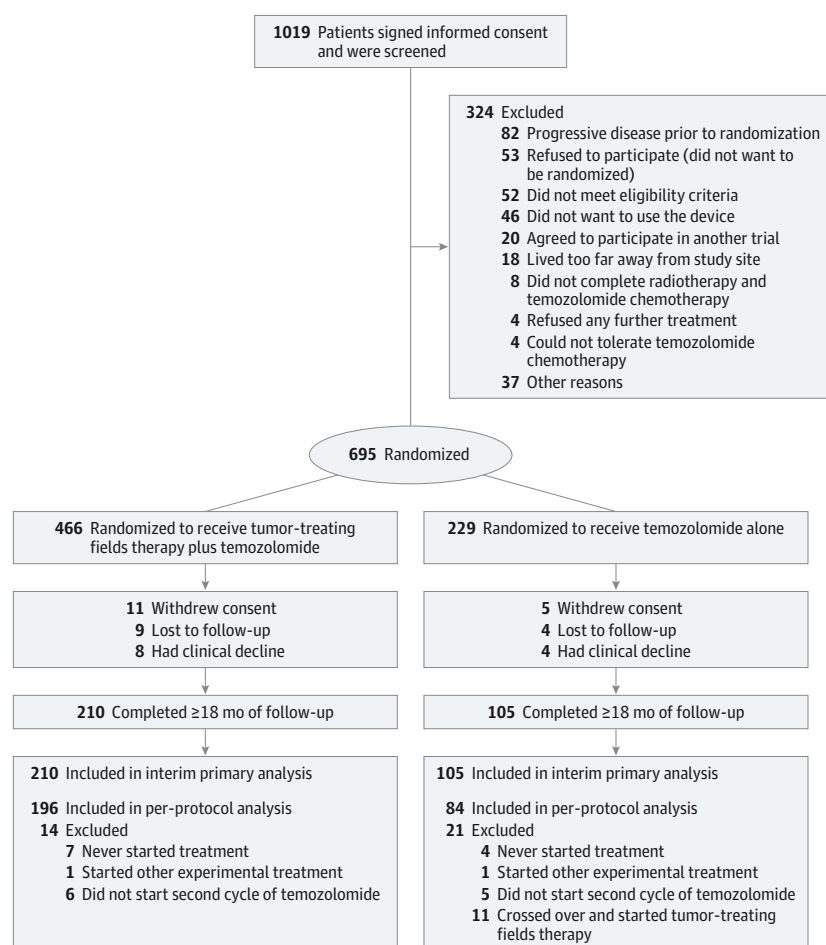 1019 Patients signed informed consent
and were screened
324 Excluded
82 Progressive disease prior to randomization
53 Refused to participate (did not want to
be randomized)
52 Did not meet eligibility criteria
46 Did not want to use the device
20 Agreed to participate in another trial
18 Lived too far away from study site
8 Did not complete radiotherapy and
temozolomide chemotherapy
4 Refused any further treatment
4 Could not tolerate temozolomide
chemotherapy
37 Other reasons
695 Randomized
466 Randomized to receive tumor-treating
fields therapy plus temozolomide
11 Withdrew consent
9 Lost to follow-up
8 Had clinical decline
210 Completed ≥18 mo of follow-up
210 Included in interim primary analysis
196 Included in per-protocol analysis
14 Excluded
7 Never started treatment
1 Started other experimental treatment
6 Did not start second cycle of temozolomide
229 Randomized to receive temozolomide alone
5 Withdrew consent
4 Lost to follow-up
4 Had clinical decline
105 Completed ≥18 mo of follow-up
105 Included in interim primary analysis
84 Included in per-protocol analysis
21 Excluded
4 Never started treatment
1 Started other experimental treatment
5 Did not start second cycle of temozolomide
11 Crossed over and started tumor-treating
fields therapy